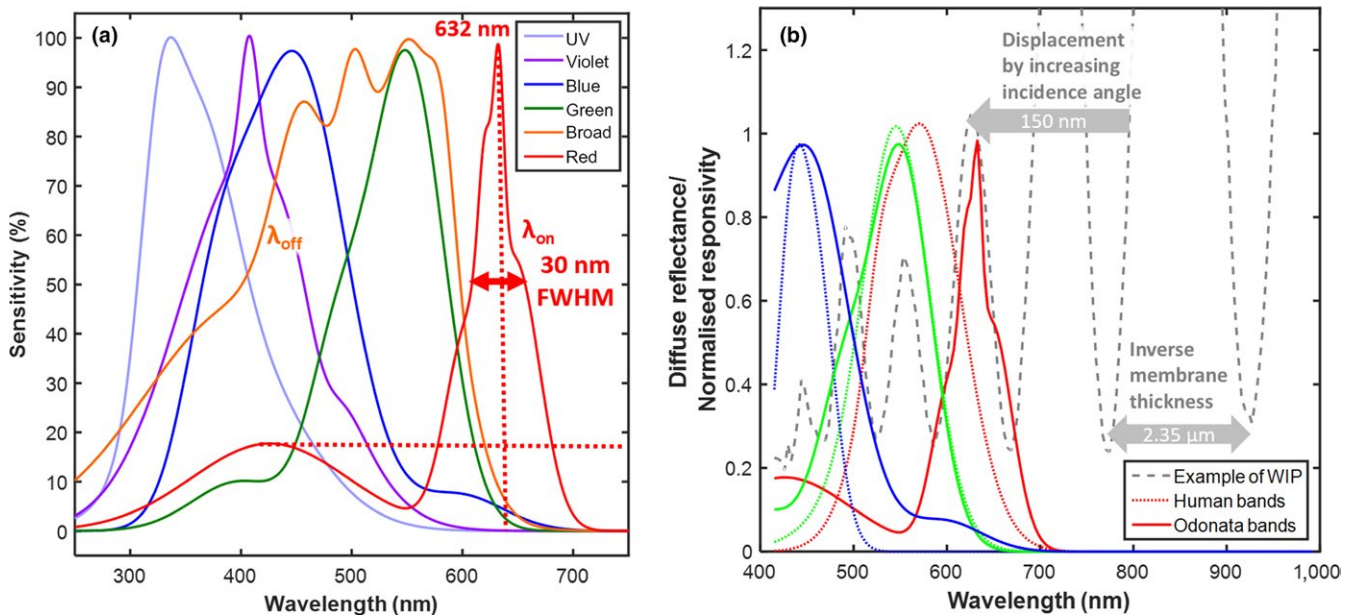 (a)
632 nm
UV
Violet
Blue
Green
Broad
Red
λoff
λon
30 nm
FWHM
100
90
80
70
60
50
40
30
20
10
0
Sensitivity (%)
300
400
500
600
700
Wavelength (nm)
(b)
Displacement
by increasing
incidence angle
150 nm
Inverse
membrane
thickness
2.35 µm
Example of WIP
Human bands
Odonata bands
1.2
1
0.8
0.6
0.4
0.2
0
Diffuse reflectance/
Normalised responsivity
400
500
600
700
800
900
1,000
Wavelength (nm)